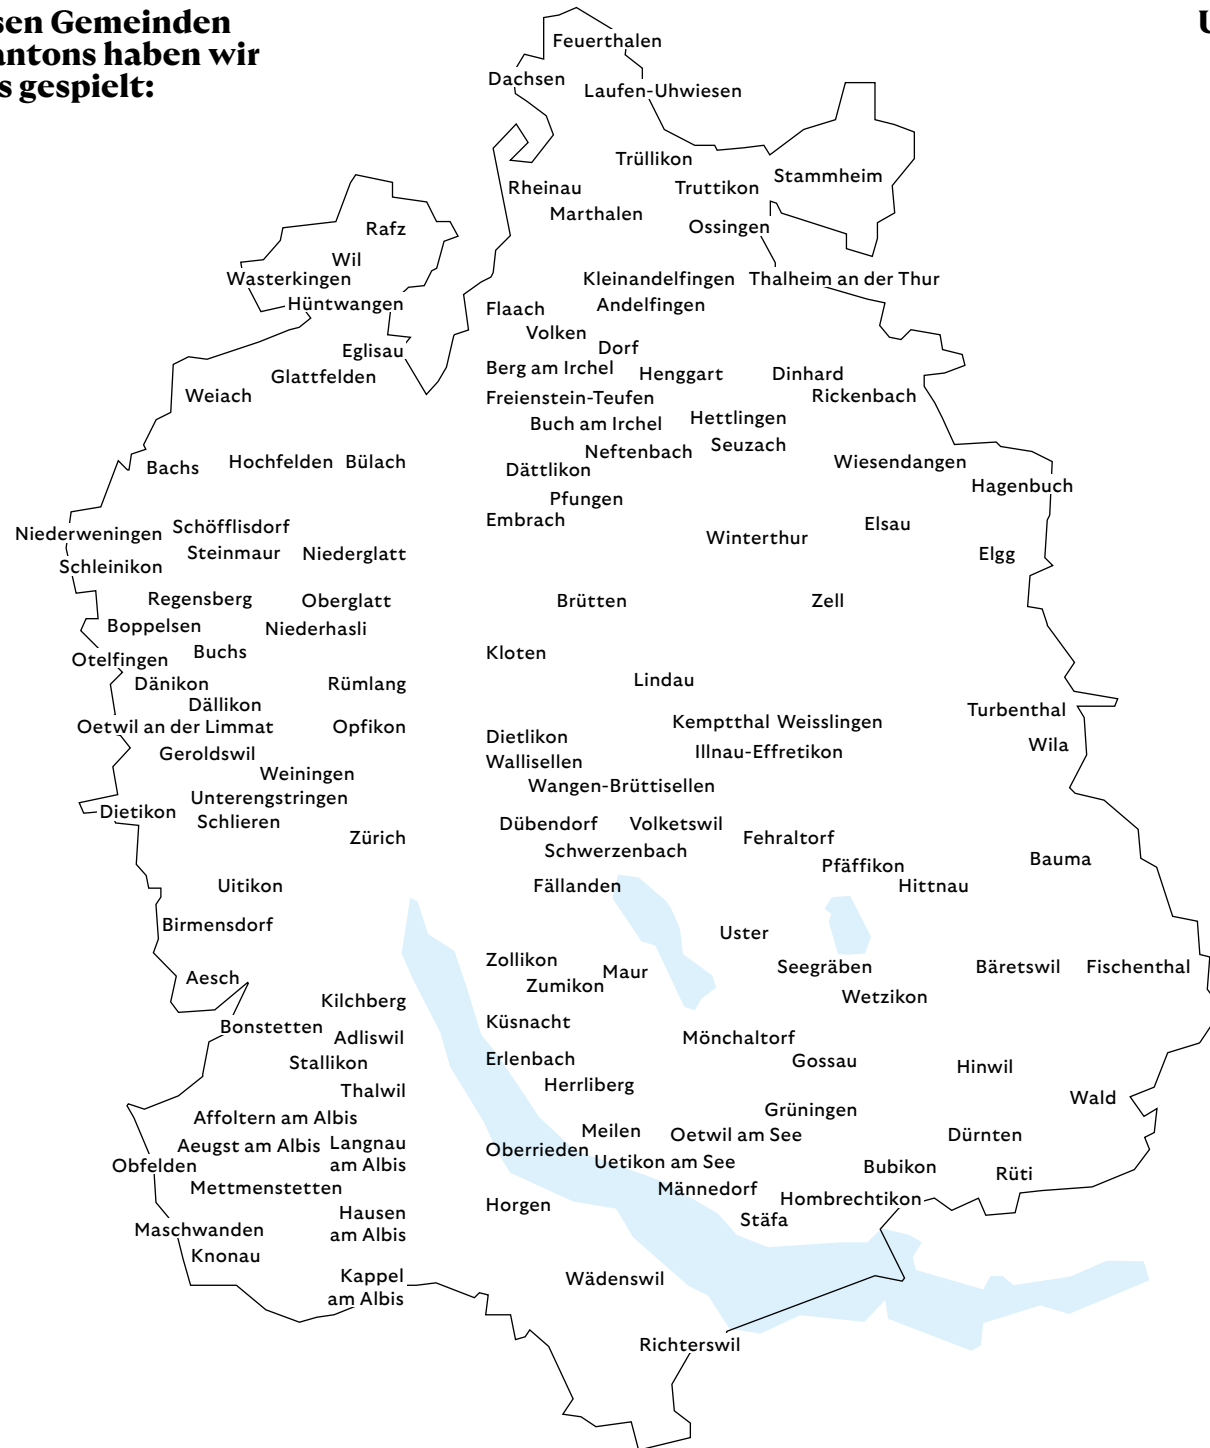 sen Gemeinden
antons haben wir
s gespielt:
U
Feuerthalen
Dachsen
Laufen-Uhwiesen
Trüllikon
Stammheim
Rheinau
Truttikon
Marthalen
Ossingen
Rafz
Wil
Wasterkingen
Kleinandelfingen
Thalheim an der Thur
Hüntwangen
Flaach
Andelfingen
Volken
Eglisau
Dorf
Berg am Irchel
Henggart
Dinhard
Glattfelden
Weiach
Freienstein-Teufen
Rickenbach
Buch am Irchel
Hettlingen
Neftenbach
Seuzach
Bachs
Hochfelden
Bülach
Dättlikon
Wiesendangen
Hagenbuch
Pfungen
Embrach
Niederweningen
Schöfflisdorf
Elsau
Winterthur
Steinmaur
Niederglatt
Elgg
Schleinikon
Regensberg
Oberglatt
Brütten
Zell
Boppelsen
Niederhasli
Otelfingen
Buchs
Kloten
Dänikon
Rümlang
Lindau
Dällikon
Turbenthal
Oetwil an der Limmat
Opfikon
Kemptthal
Weisslingen
Dietlikon
Geroldswil
Illnau-Effretikon
Wila
Wallisellen
Weiningen
Wangen-Brüttisellen
Unterengstringen
Dietikon
Schlieren
Zürich
Dübendorf
Volketswil
Fehraltorf
Schwerzenbach
Pfäffikon
Bauma
Uitikon
Fällanden
Hittnau
Birmensdorf
Uster
Aesch
Zollikon
Maur
Seegräben
Bäretswil
Fischenthal
Zumikon
Kilchberg
Wetzikon
Bonstetten
Adliswil
Küsnacht
Mönchaltorf
Stallikon
Erlenbach
Gossau
Hinwil
Thalwil
Herrliberg
Wald
Affoltern am Albis
Grüningen
Aeugst am Albis
Langnau
am Albis
Meilen
Oetwil am See
Dürnten
Oberrieden
Obfelden
Uetikon am See
Bubikon
Rüti
Mettmenstetten
Männedorf
Hombrechtikon
Horgen
Hausen
am Albis
Stäfa
Maschwanden
Knonau
Kappel
am Albis
Wädenswil
Richterswil